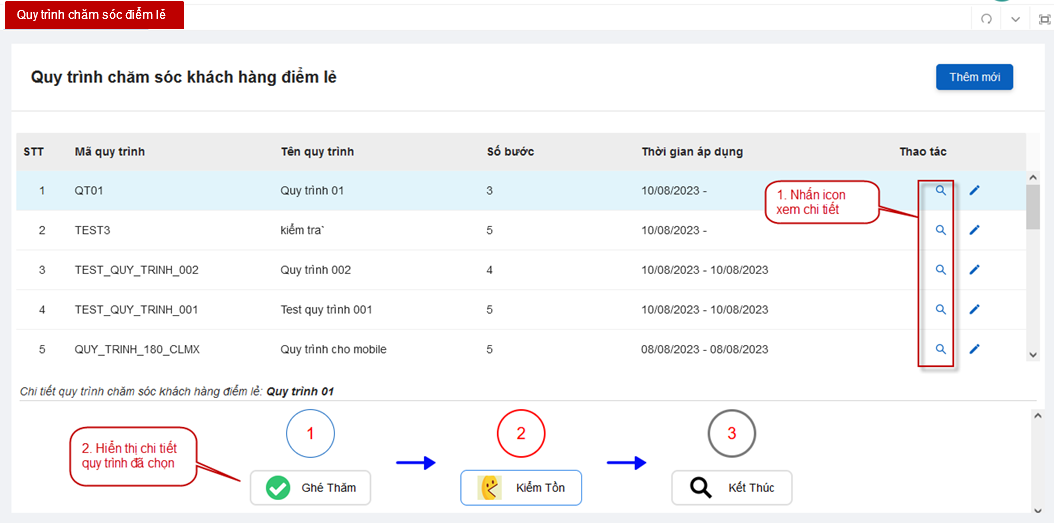 Quy trình chăm sóc điểm lẻ
Quy trình chăm sóc khách hàng điểm lẻ
Thêm mới
STT Mã quy trình Tên quy trình Số bước Thời gian áp dụng Thao tác
1 QT01 Quy trình 01 3 10/08/2023 -
2 TEST3 kiểm tra` 5 10/08/2023 -
3 TEST_QUY_TRINH_002 Quy trình 002 4 10/08/2023 - 10/08/2023
4 TEST_QUY_TRINH_001 Test quy trình 001 5 10/08/2023 - 10/08/2023
5 QUY_TRINH_180_CLMX Quy trình cho mobile 5 08/08/2023 - 08/08/2023
1. Nhấn icon
xem chi tiết
Chi tiết quy trình chăm sóc khách hàng điểm lẻ: Quy trình 01
2. Hiển thị chi tiết
quy trình đã chọn
1 2 3
Ghé Thăm Kiểm Tồn Kết Thúc